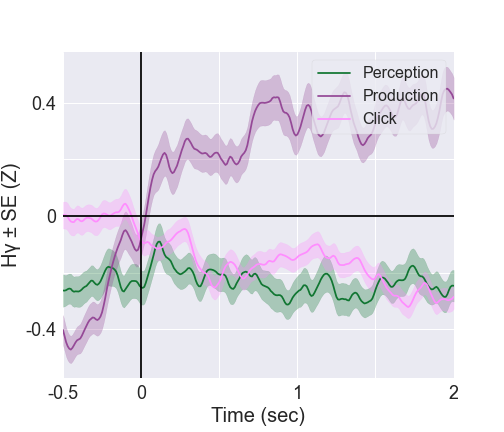 Perception
Production
Click
0.4
0
-0.4
Hγ ± SE (Z)
-0.5
0
1
2
Time (sec)